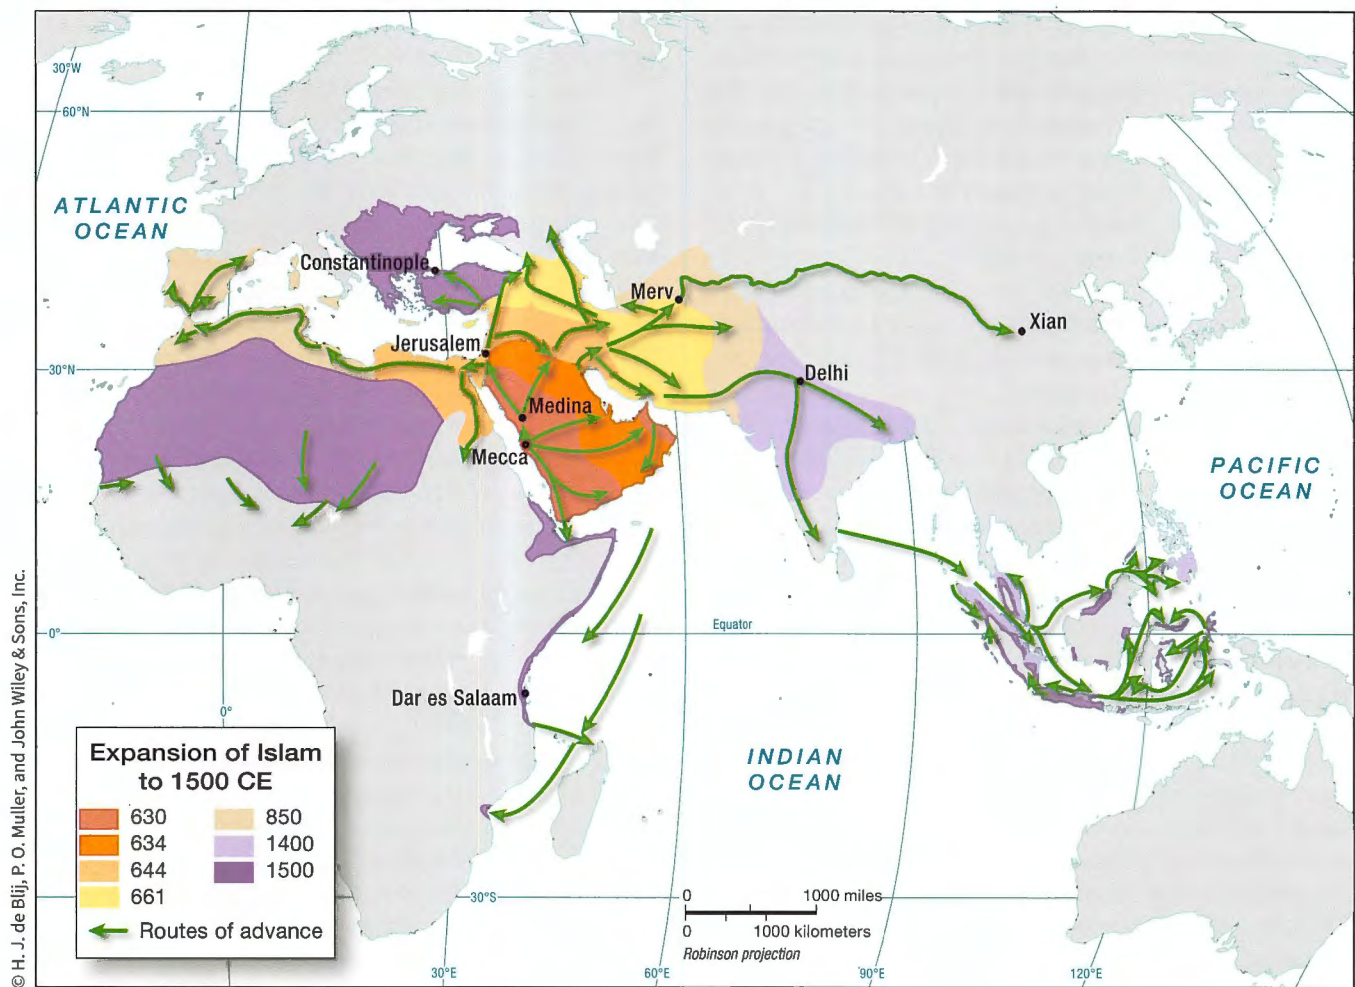 30°W
60°N
ATLANTIC
OCEAN
Constantinople
Merv
Xian
Jerusalem
30°N
Delhi
Medina
Mecca
PACIFIC
OCEAN
0°
Equator
Dar es Salaam
0°
INDIAN
OCEAN
Expansion of Islam
to 1500 CE
630
634
644
661
850
1400
1500
Routes of advance
30°S
0
1000 miles
0
1000 kilometers
Robinson projection
30°E
60°E
90°E
120°E
© H. J. de Blij, P. O. Muller, and John Wiley & Sons, Inc.